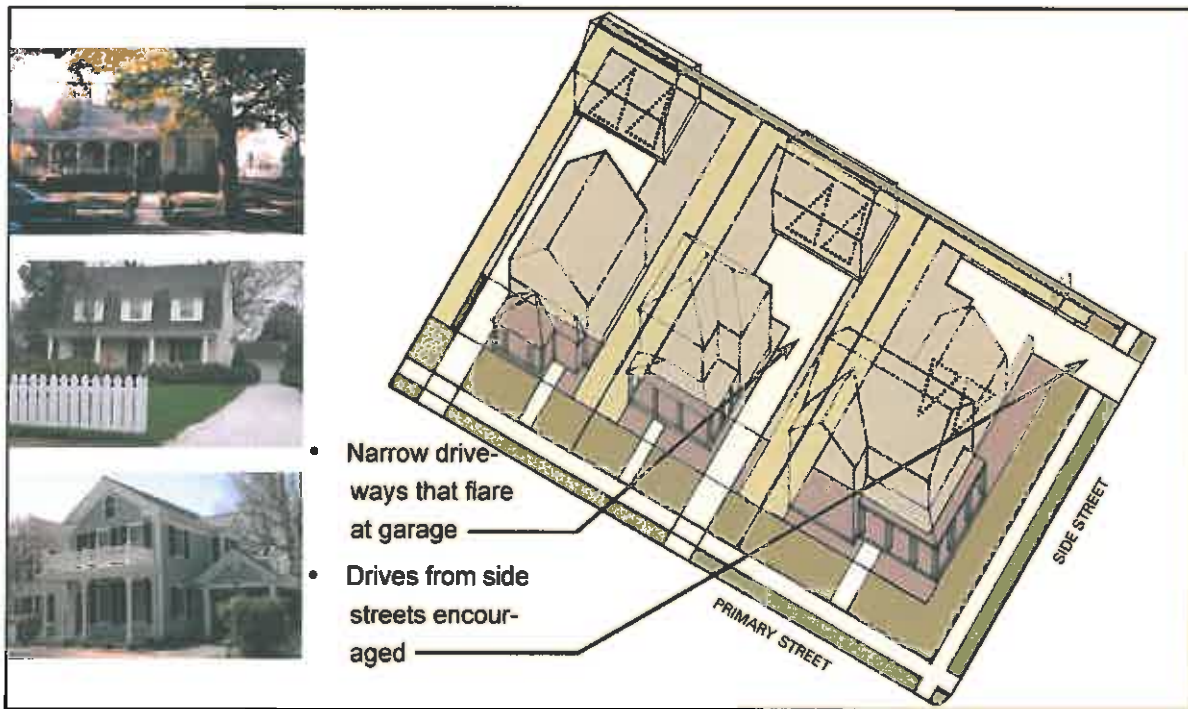 • Narrow drive-
ways that flare
at garage
• Drives from side
streets encour-
aged
PRIMARY STREET
SIDE STREET